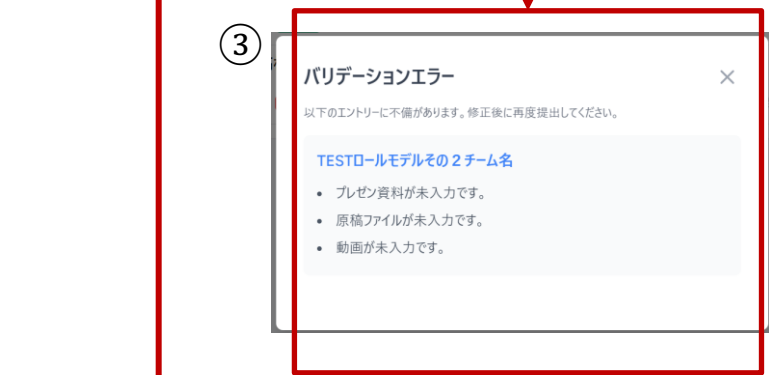 ③
バリデーションエラー
以下のエントリーに不備があります。修正後に再度提出してください。
TESTロールモデルその２チーム名
• プレゼン資料が未入力です。
• 原稿ファイルが未入力です。
• 動画が未入力です。